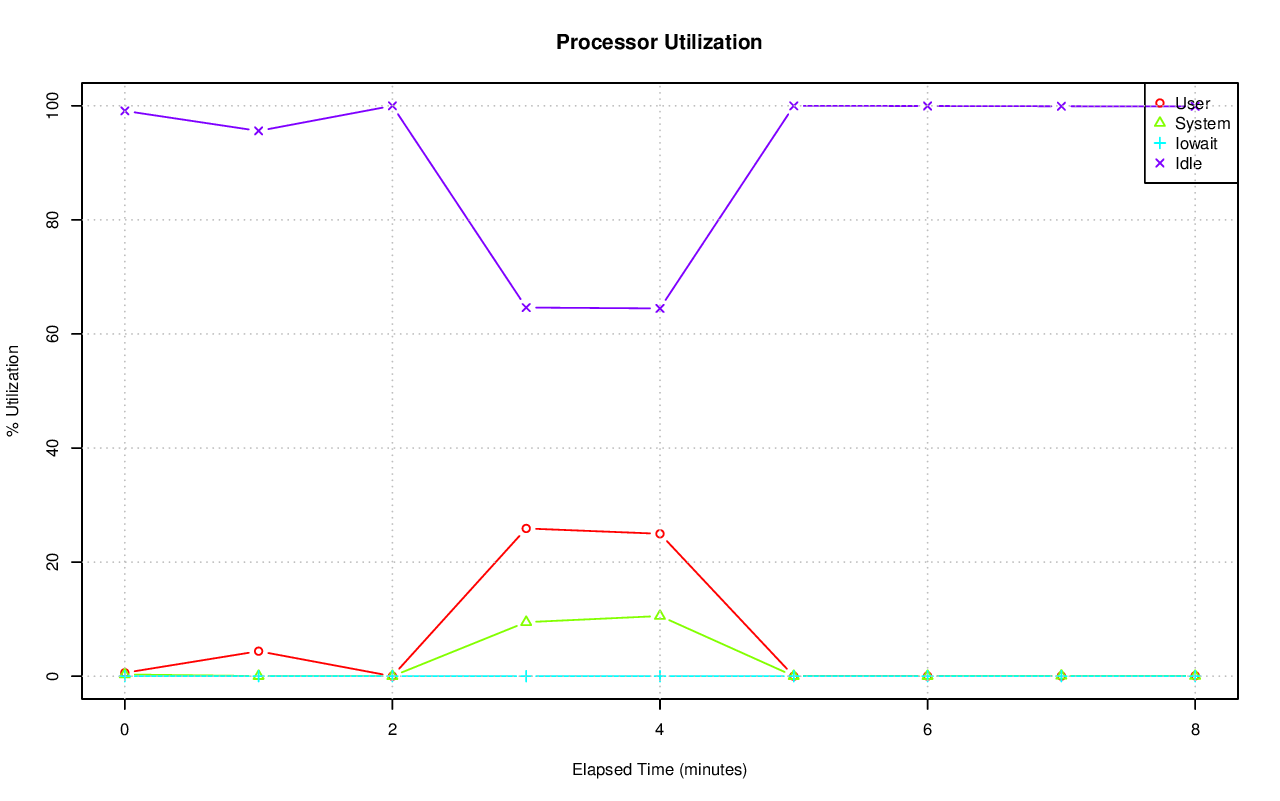 Processor Utilization
% Utilization
100
80
60
40
20
0
User
System
Iowait
Idle
0 2 4 6 8
Elapsed Time (minutes)